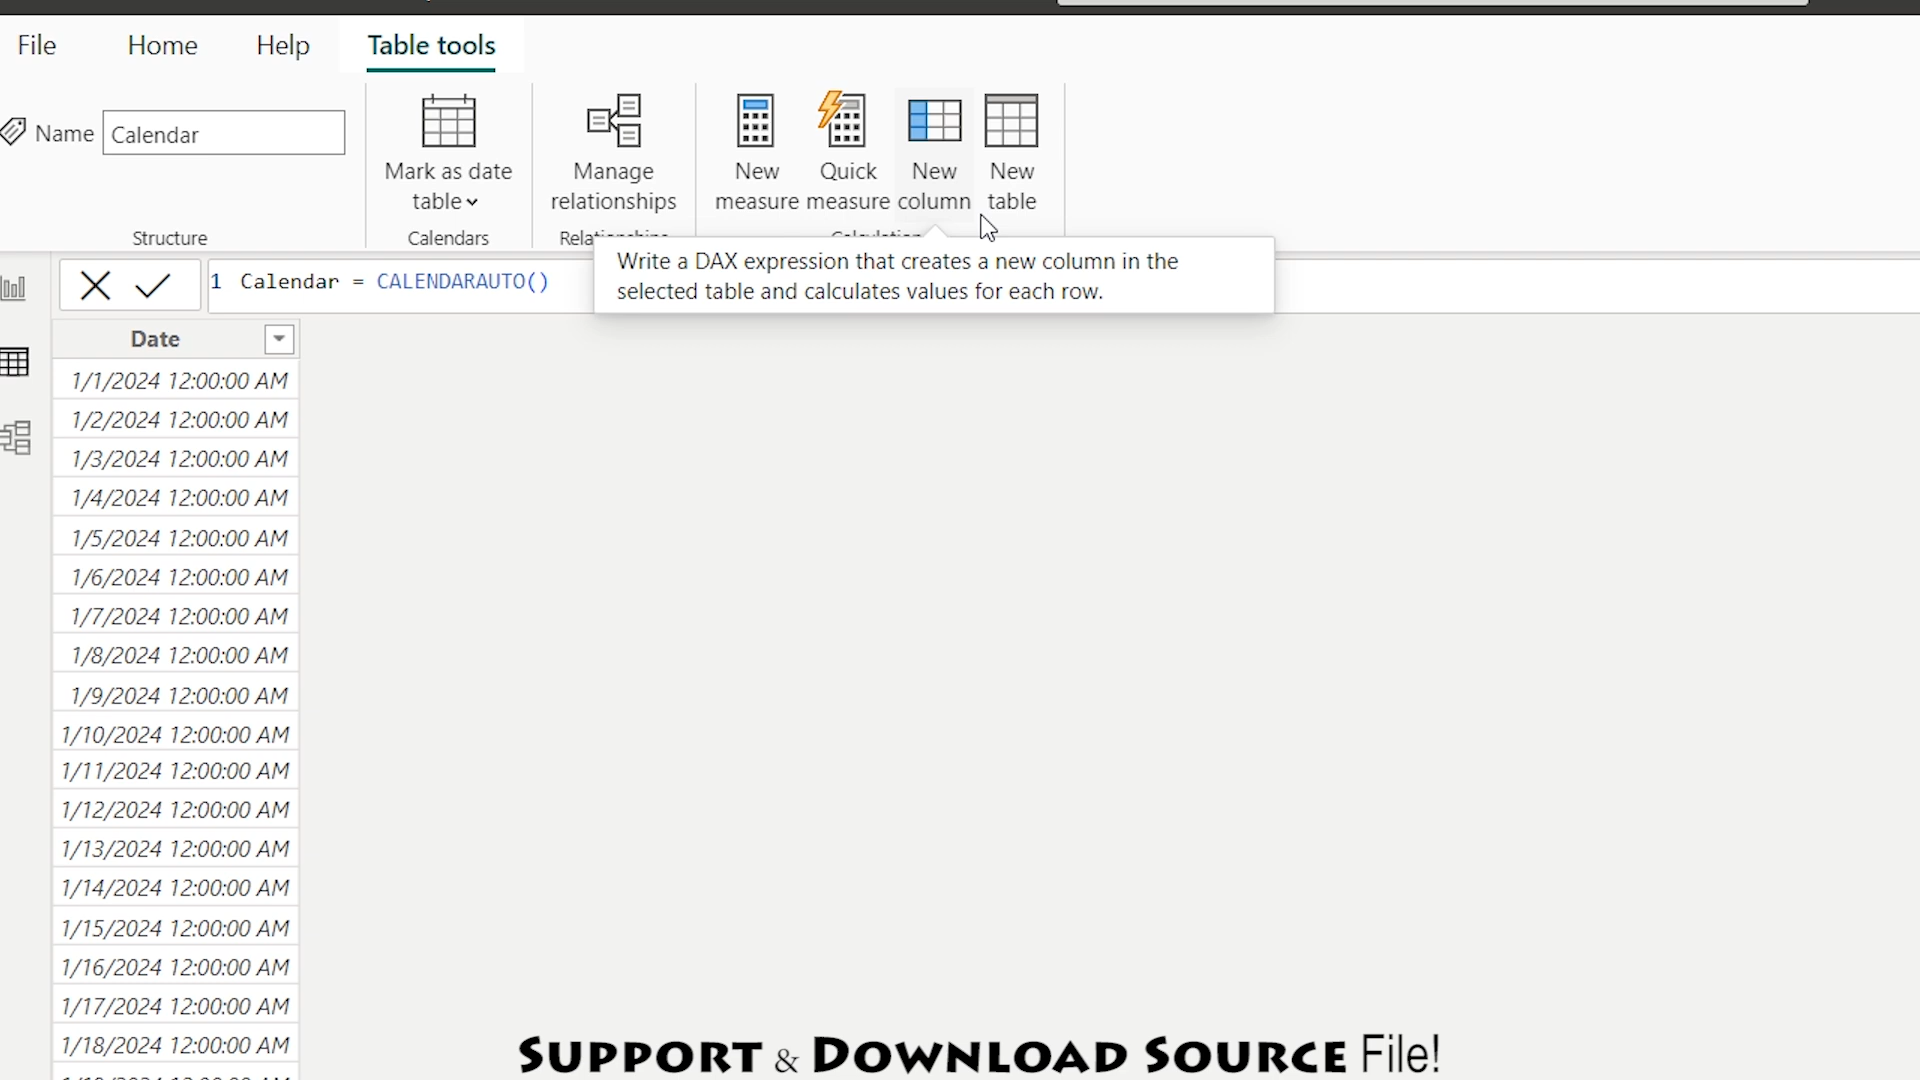 File Home Help Table tools
Name Calendar
Mark as date
table
Manage
relationships
New
measure
Quick
measure
New
column
New
table
Structure Calendars
Write a DAX expression that creates a new column in the
selected table and calculates values for each row.
1 Calendar = CALENDARAUTO()
Date
1/1/2024 12:00:00 AM
1/2/2024 12:00:00 AM
1/3/2024 12:00:00 AM
1/4/2024 12:00:00 AM
1/5/2024 12:00:00 AM
1/6/2024 12:00:00 AM
1/7/2024 12:00:00 AM
1/8/2024 12:00:00 AM
1/9/2024 12:00:00 AM
1/10/2024 12:00:00 AM
1/11/2024 12:00:00 AM
1/12/2024 12:00:00 AM
1/13/2024 12:00:00 AM
1/14/2024 12:00:00 AM
1/15/2024 12:00:00 AM
1/16/2024 12:00:00 AM
1/17/2024 12:00:00 AM
1/18/2024 12:00:00 AM
Support & Download Source File!